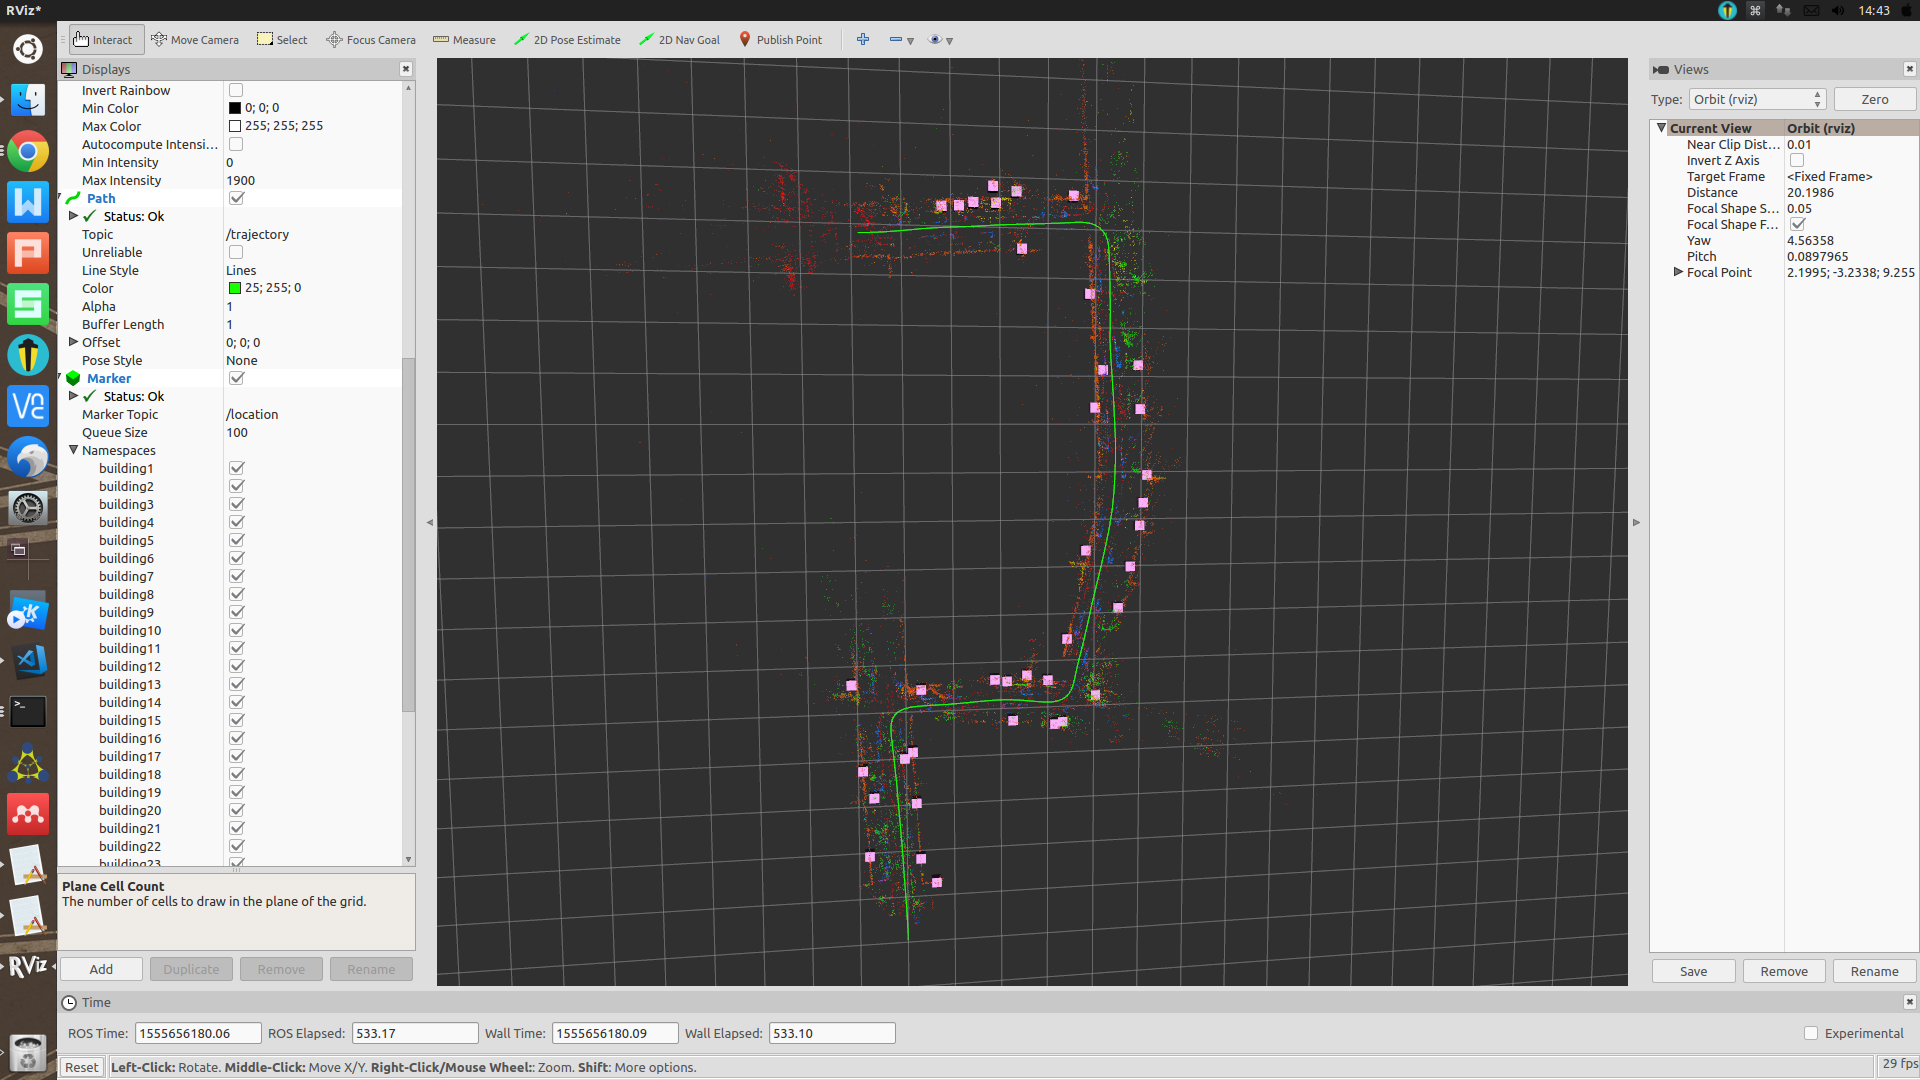 RViz*
14:43
Interact
Move Camera
Select
Focus Camera
Measure
2D Pose Estimate
2D Nav Goal
Publish Point
Displays
Invert Rainbow
Min Color 0; 0; 0
Max Color 255; 255; 255
Autocompute Intensi...
Min Intensity 0
Max Intensity 1900
Path
Status: Ok
Topic /trajectory
Unreliable
Line Style Lines
Color 25; 255; 0
Alpha 1
Buffer Length 1
Offset 0; 0; 0
Pose Style None
Marker
Status: Ok
Marker Topic /location
Queue Size 100
Namespaces
building1
building2
building3
building4
building5
building6
building7
building8
building9
building10
building11
building12
building13
building14
building15
building16
building17
building18
building19
building20
building21
building22
building23
Plane Cell Count
The number of cells to draw in the plane of the grid.
Add
Duplicate
Remove
Rename
Views
Type: Orbit (rviz)
Zero
Current View Orbit (rviz)
Near Clip Dist... 0.01
Invert Z Axis
Target Frame <Fixed Frame>
Distance 20.1986
Focal Shape S... 0.05
Focal Shape F...
Yaw 4.56358
Pitch 0.0897965
Focal Point 2.1995; -3.2338; 9.255
Save
Remove
Rename
Time
ROS Time: 1555656180.06
ROS Elapsed: 533.17
Wall Time: 1555656180.09
Wall Elapsed: 533.10
Experimental
Reset
Left-Click: Rotate. Middle-Click: Move X/Y. Right-Click/Mouse Wheel:: Zoom. Shift: More options.
29 fps
W
P
S
RViz